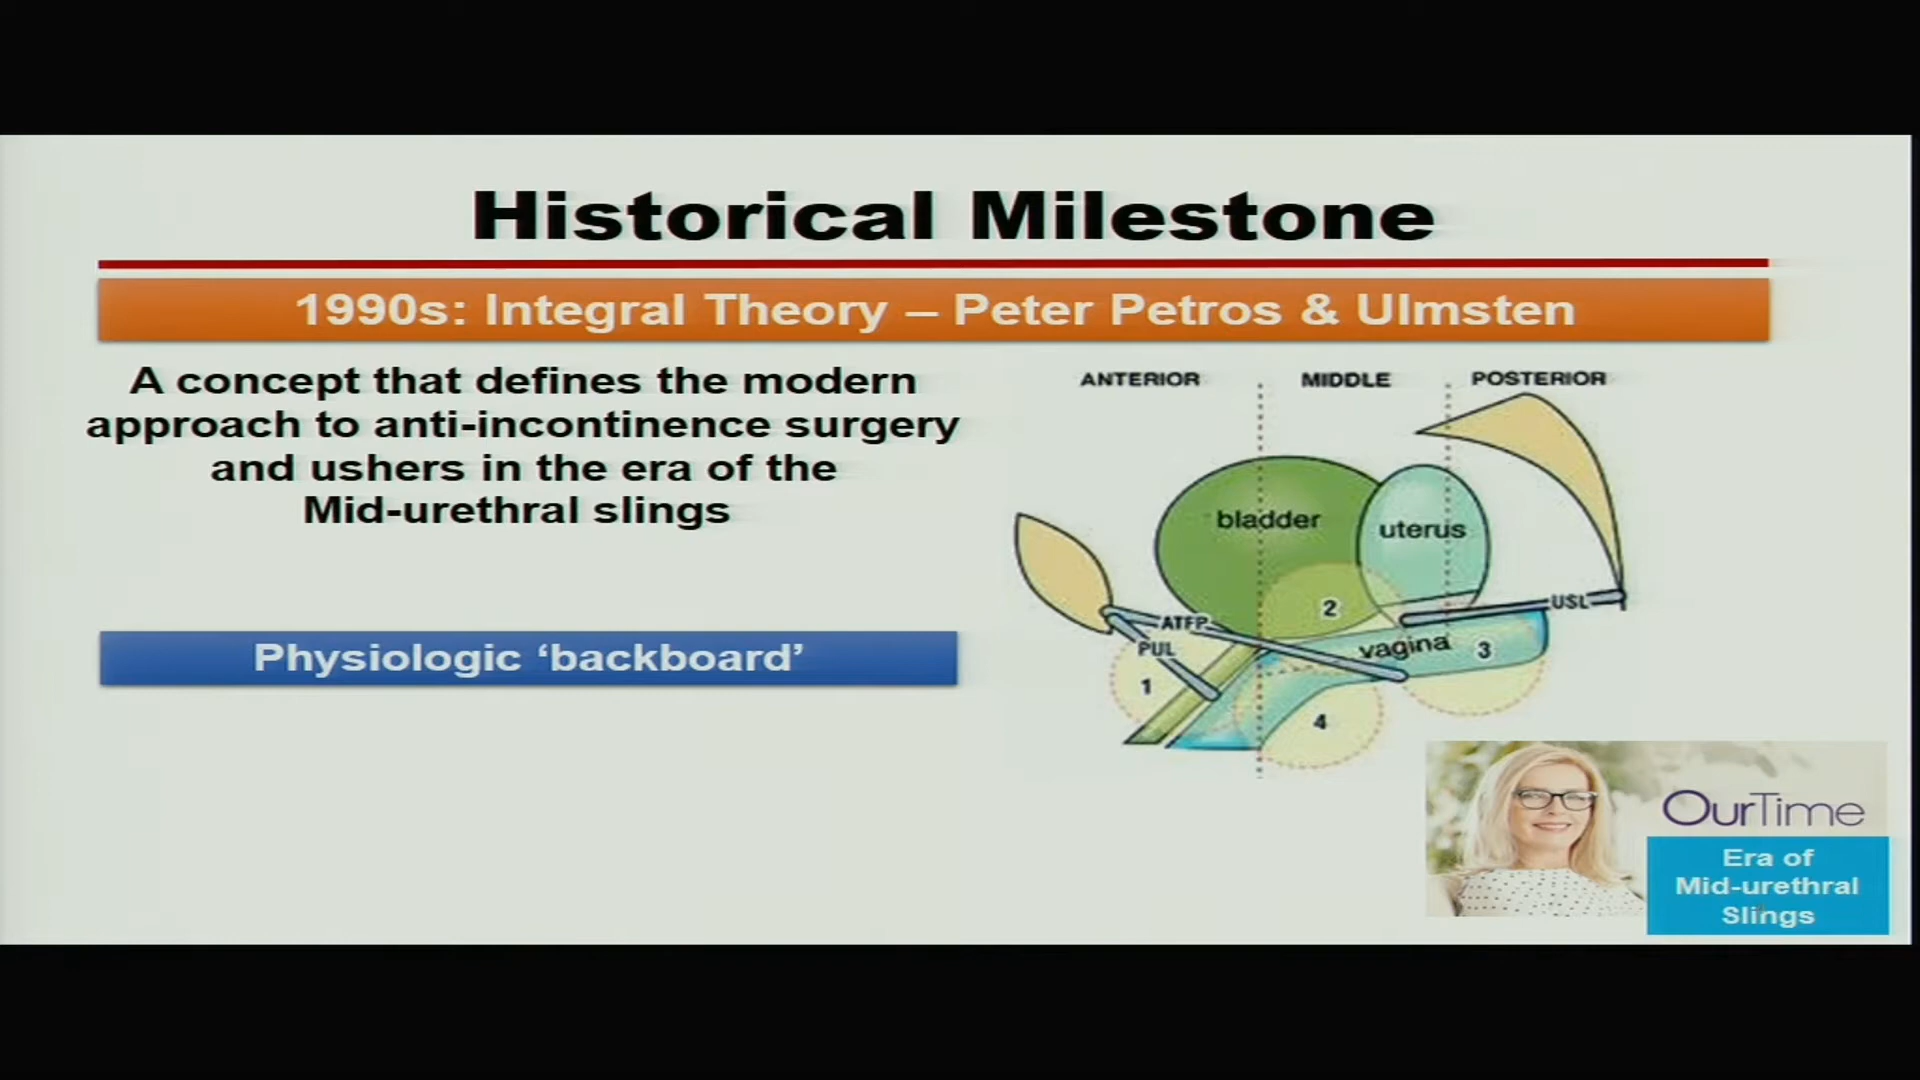 Historical Milestone
1990s: Integral Theory – Peter Petros & Ulmsten
A concept that defines the modern
approach to anti-incontinence surgery
and ushers in the era of the
Mid-urethral slings
Physiologic ‘backboard’
ANTERIOR MIDDLE POSTERIOR
bladder
uterus
2
USL
ATFP
PUL
vagina
3
1
4
OurTime
Era of
Mid-urethral
Slings